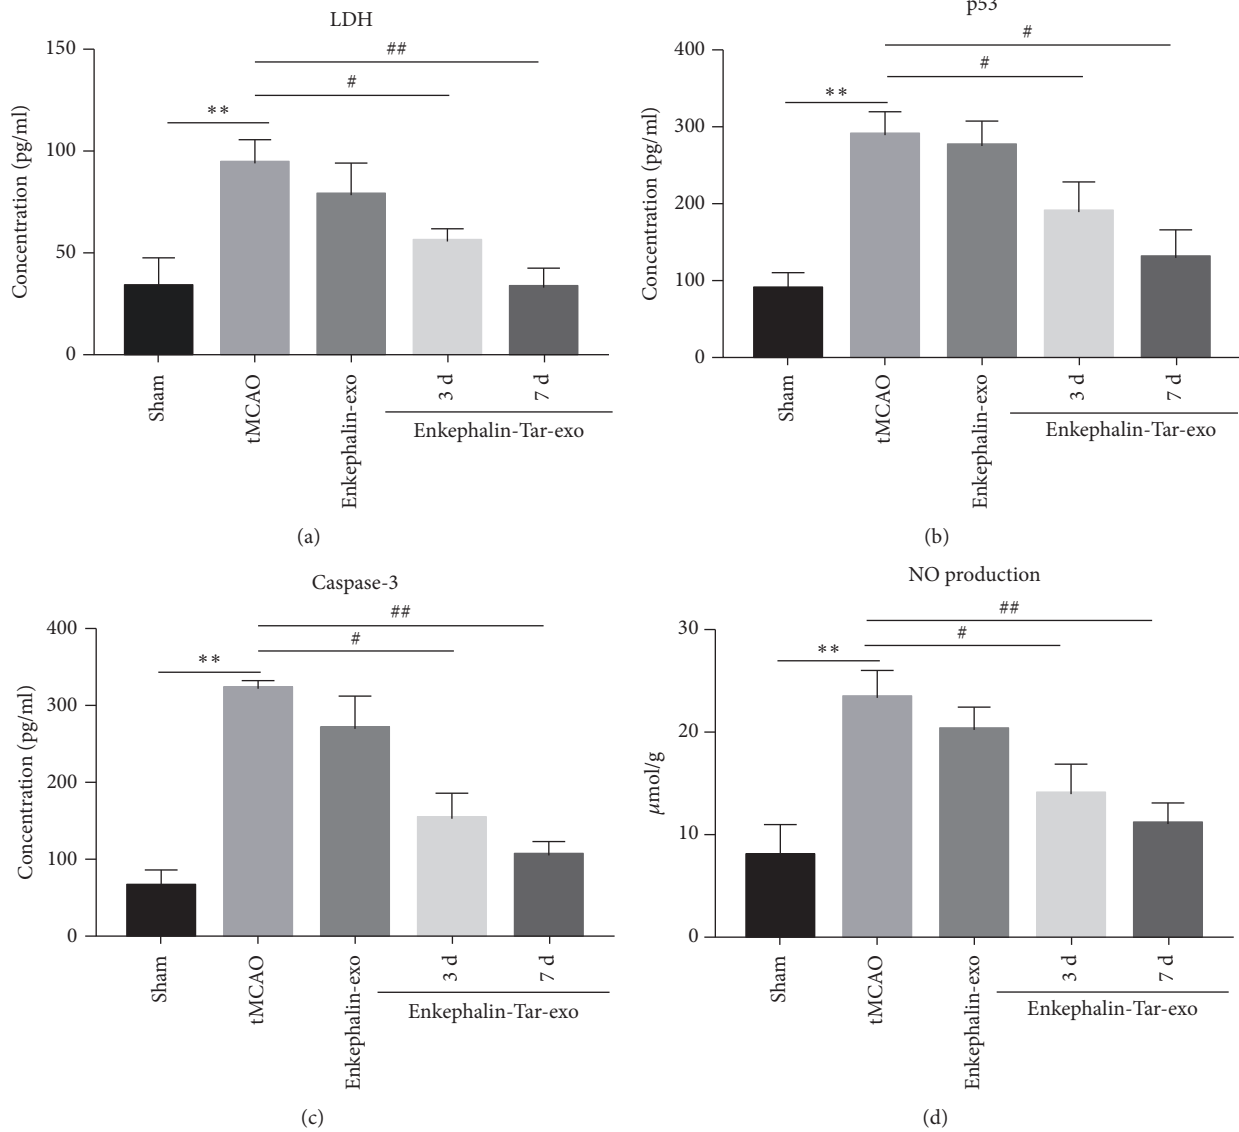 LDH
##
#
**
150
100
50
0
Concentration (pg/ml)
Sham
tMCAO
Enkephalin-exo
3 d
7 d
Enkephalin-Tar-exo
(a)
p53
#
#
**
400
300
200
100
0
Concentration (pg/ml)
Sham
tMCAO
Enkephalin-exo
3 d
7 d
Enkephalin-Tar-exo
(b)
Caspase-3
##
#
**
400
300
200
100
0
Concentration (pg/ml)
Sham
tMCAO
Enkephalin-exo
3 d
7 d
Enkephalin-Tar-exo
(c)
NO production
##
#
**
30
20
10
0
μmol/g
Sham
tMCAO
Enkephalin-exo
3 d
7 d
Enkephalin-Tar-exo
(d)